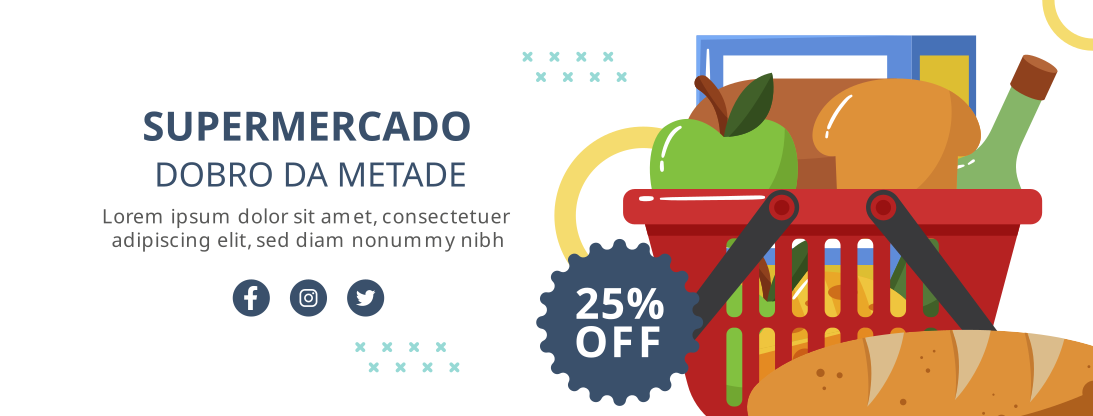 SUPERMERCADO
DOBRO DA METADE
Lorem ipsum dolor sit amet, consectetuer
adipiscing elit, sed diam nonummy nibh
25%
OFF